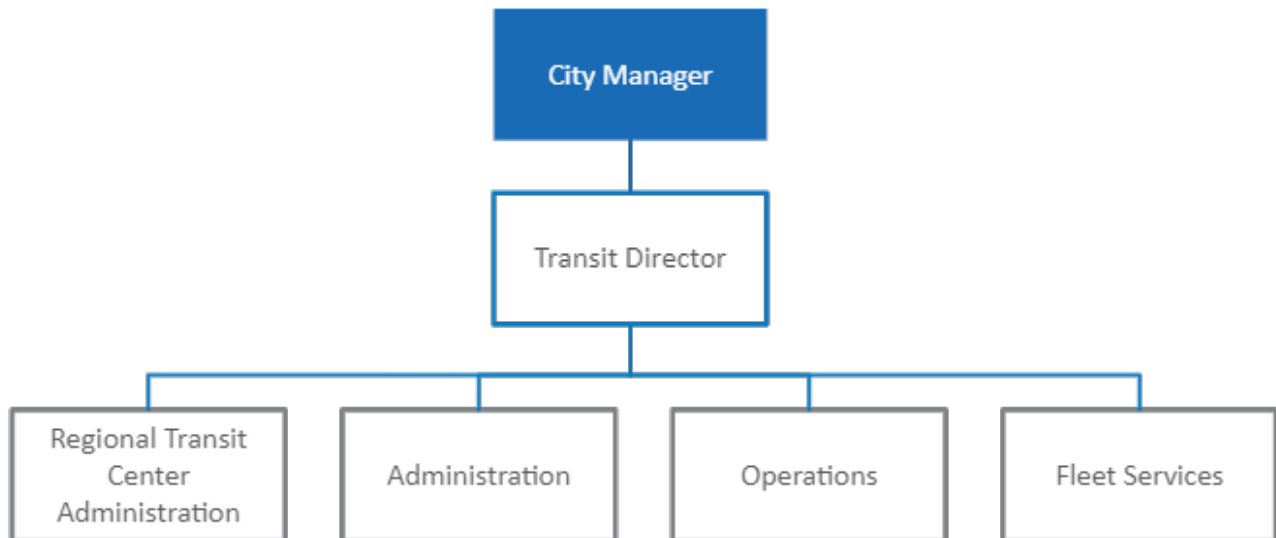 City Manager
Transit Director
Regional Transit
Center
Administration
Administration
Operations
Fleet Services